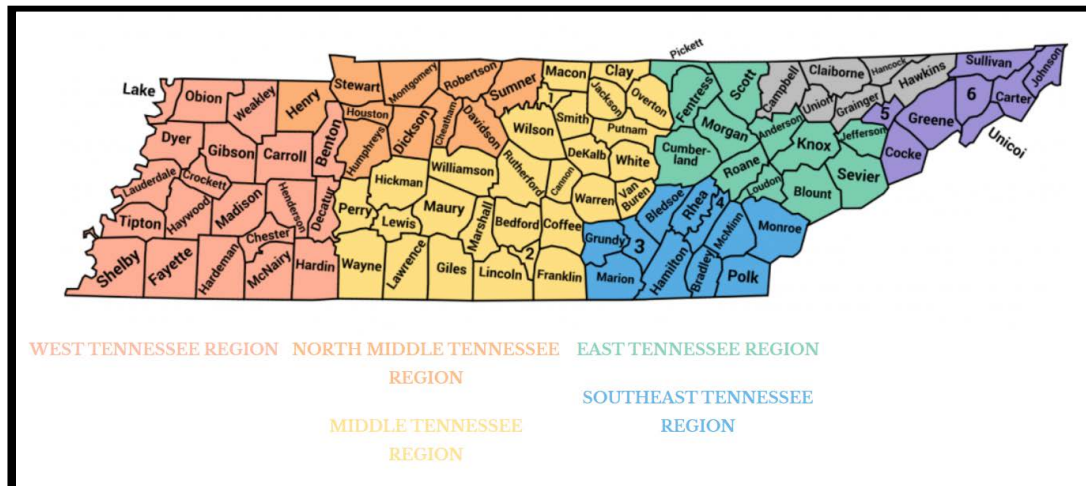 Pickett
Lake
Obion
Weakley
Henry
Stewart
Montgomery
Robertson
Sumner
Macon
Clay
Fentress
Scott
Campbell
Claiborne
Hancock
Hawkins
Sullivan
Johnson
Houston
Cheatham
Davidson
1
Smith
Jackson
Overton
Union
Grainger
5
Greene
6
Carter
Unicoi
Dyer
Gibson
Carroll
Benton
Humphreys
Dickson
Wilson
Putnam
Morgan
Anderson
Knox
Jefferson
Cocke
Lauderdale
Crockett
Hickman
Williamson
Rutherford
DeKalb
Cannon
White
Cumber-
land
Roane
Loudon
Blount
Sevier
Tipton
Haywood
Madison
Henderson
Decatur
Perry
Lewis
Maury
Marshall
Bedford
Coffee
Warren
Van
Buren
Bledsoe
Rhea
4
McMinn
Monroe
Shelby
Fayette
Hardeman
Chester
McNairy
Hardin
Wayne
Lawrence
Giles
Lincoln
2
Franklin
Grundy
3
Marion
Hamilton
Bradley
Polk
WEST TENNESSEE REGION
NORTH MIDDLE TENNESSEE
REGION
EAST TENNESSEE REGION
SOUTHEAST TENNESSEE
REGION
MIDDLE TENNESSEE
REGION